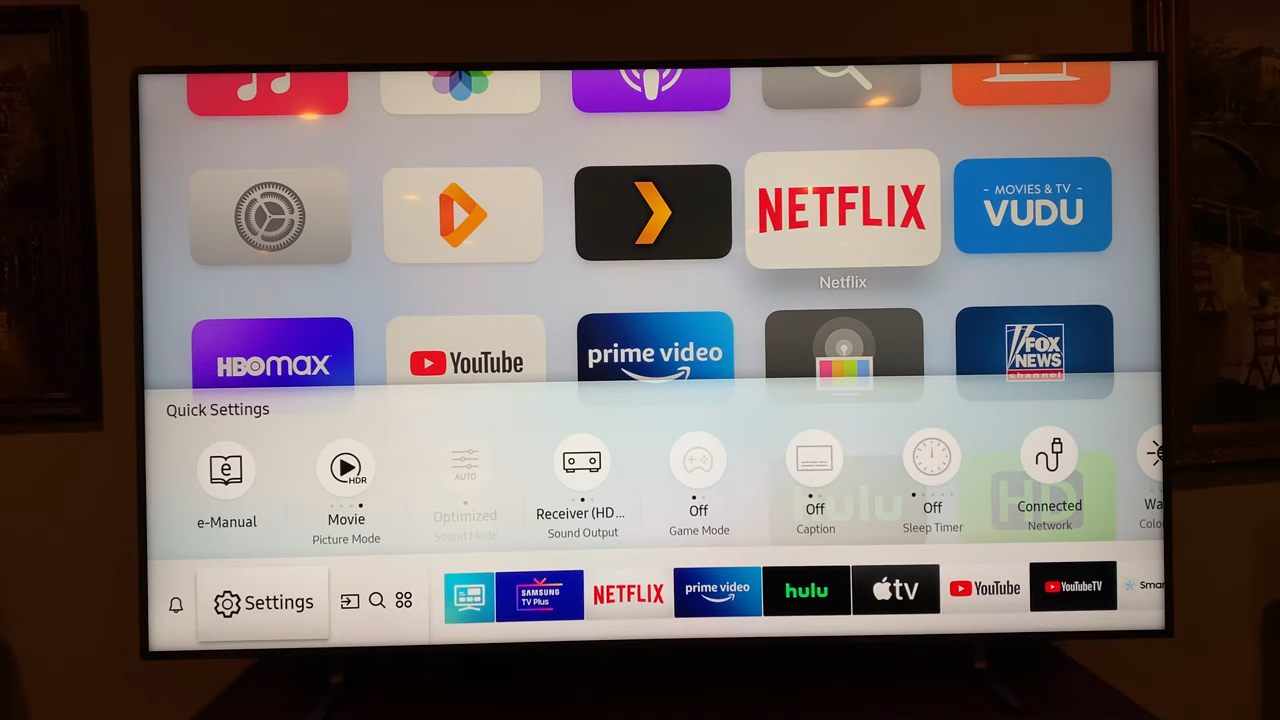 NETFLIX
- MOVIES & TV -
VUDU
Netflix
HBOMAX
YouTube
prime video
FOX
NEWS
channel
Quick Settings
e
HDR
AUTO
hulu
HD
e-Manual
Movie
Picture Mode
Optimized
Sound Mode
Receiver (HD...
Sound Output
Off
Game Mode
Off
Caption
Off
Sleep Timer
Connected
Network
Settings
SAMSUNG
TV Plus
NETFLIX
prime video
hulu
tv
YouTube
YouTubeTV